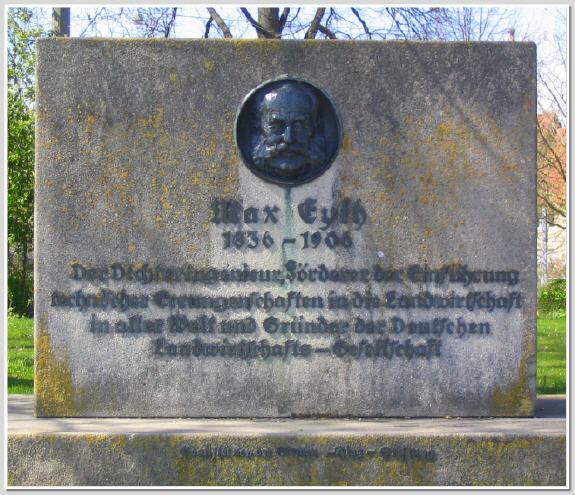 Max Eyth
1836 – 1906
Der Dichteringenieur, Förderer der Einführung
technischer Errungenschaften in die Landwirtschaft
in aller Welt und Gründer der Deutschen
Landwirtschafts – Gesellschaft